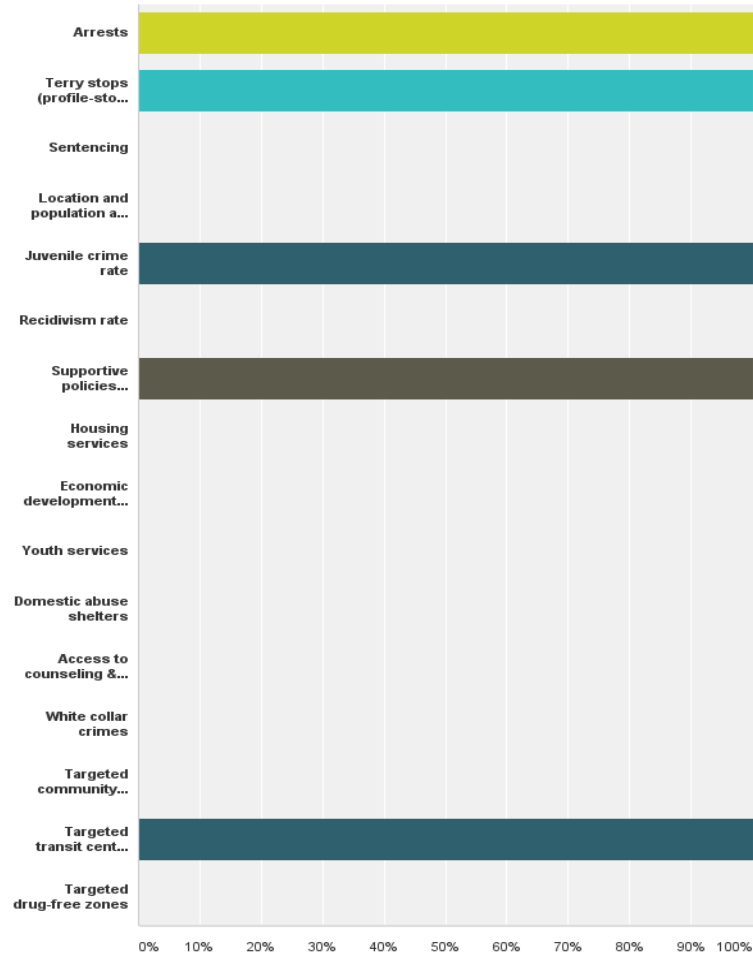 Arrests
Terry stops
(profile-sto...
Sentencing
Location and
population a...
Juvenile crime
rate
Recidivism rate
Supportive
policies...
Housing
services
Economic
development...
Youth services
Domestic abuse
shelters
Access to
counseling &...
White collar
crimes
Targeted
community...
Targeted
transit cent...
Targeted
drug-free zones
0% 10% 20% 30% 40% 50% 60% 70% 80% 90% 100%